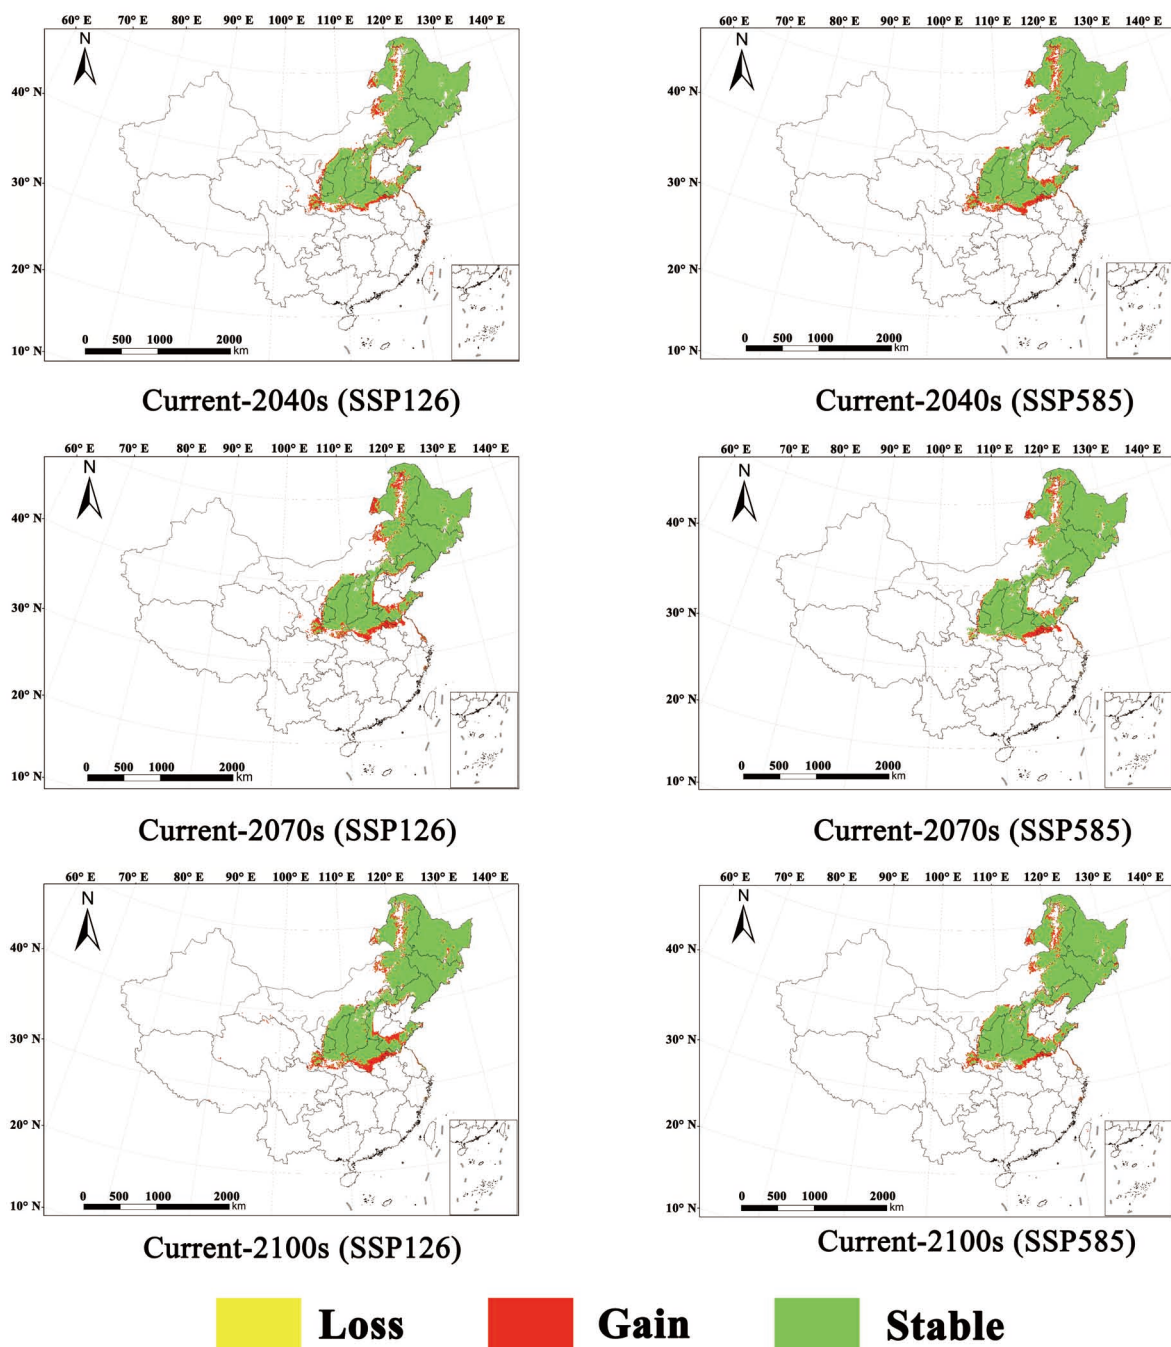 60° E 70° E 80° E 90° E 100° E 110° E 120° E 130° E 140° E
60° E 70° E 80° E 90° E 100° E 110° E 120° E 130° E 140° E
N
N
40° N
40° N
30° N
30° N
20° N
20° N
10° N
10° N
0 500 1000 2000
km
0 500 1000 2000
km
Current-2040s (SSP126)
Current-2040s (SSP585)
60° E 70° E 80° E 90° E 100° E 110° E 120° E 130° E 140° E
60° E 70° E 80° E 90° E 100° E 110° E 120° E 130° E 140° E
N
N
40° N
40° N
30° N
30° N
20° N
20° N
10° N
10° N
0 500 1000 2000
km
0 500 1000 2000
km
Current-2070s (SSP126)
Current-2070s (SSP585)
60° E 70° E 80° E 90° E 100° E 110° E 120° E 130° E 140° E
60° E 70° E 80° E 90° E 100° E 110° E 120° E 130° E 140° E
N
N
40° N
40° N
30° N
30° N
20° N
20° N
10° N
10° N
0 500 1000 2000
km
0 500 1000 2000
km
Current-2100s (SSP126)
Current-2100s (SSP585)
Loss Gain Stable